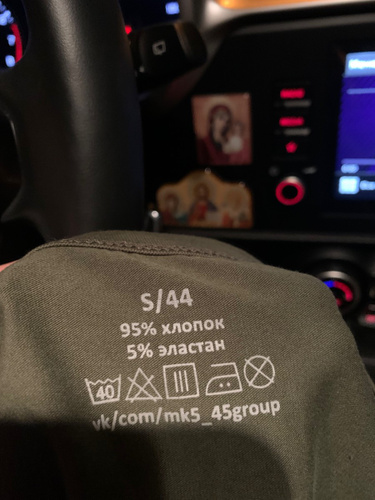 S/44
95% хлопок
5% эластан
40
vk/com/mk5_45group